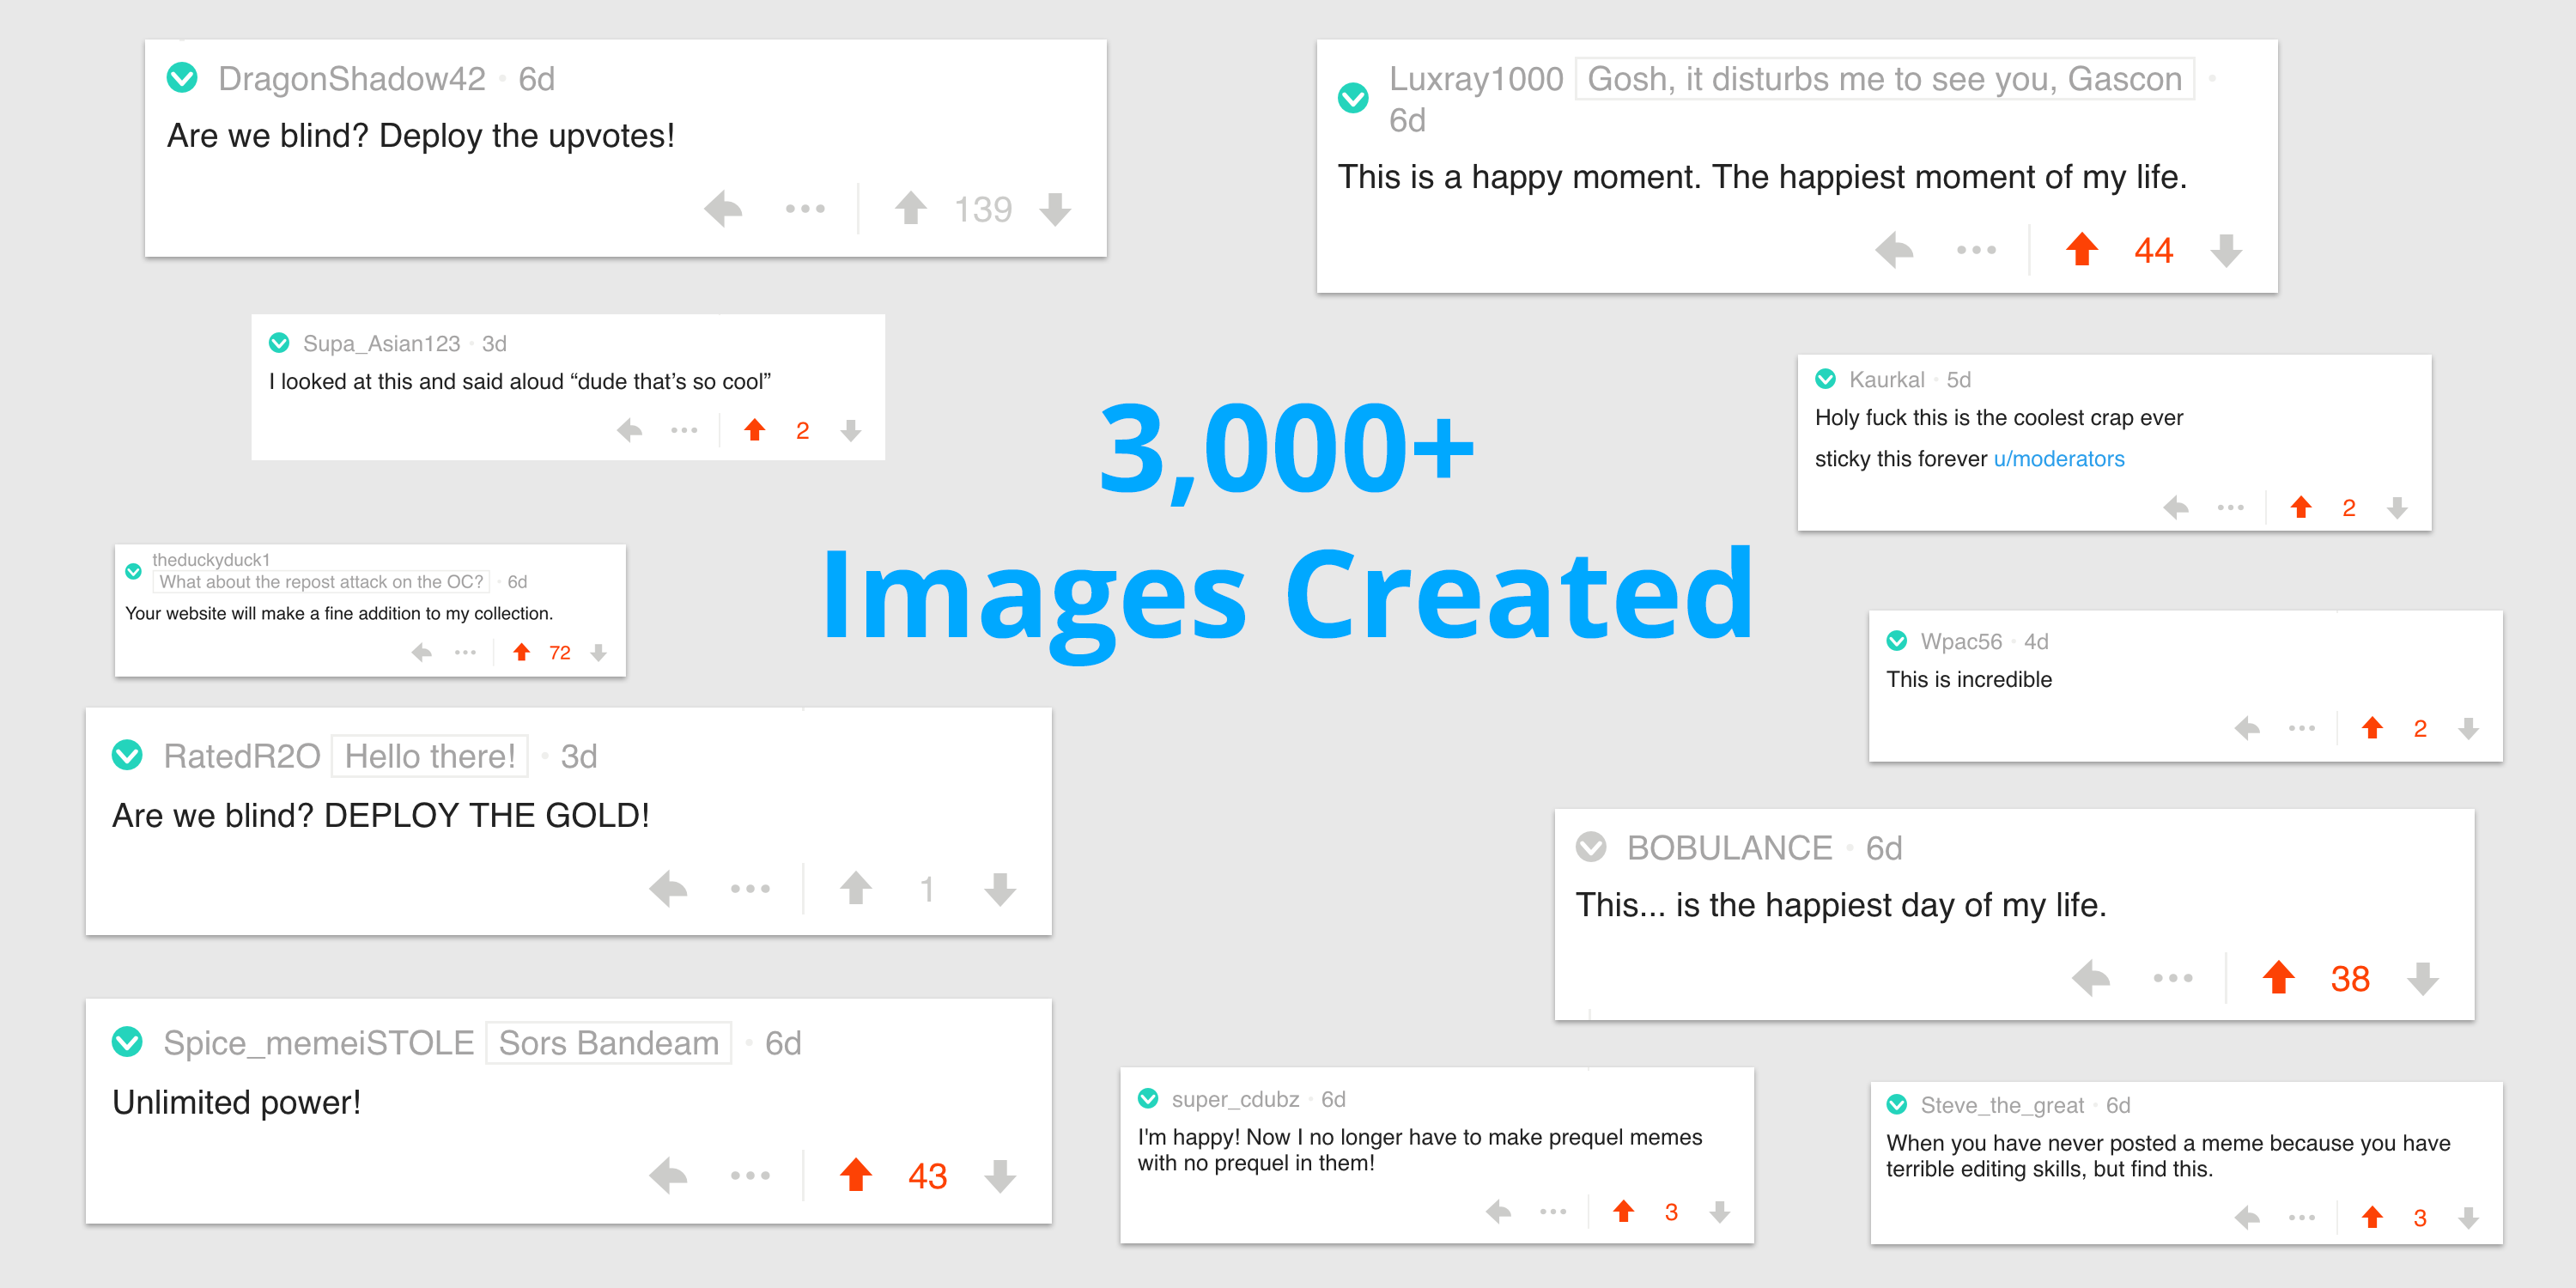 DragonShadow42 · 6d
Are we blind? Deploy the upvotes!
139
Luxray1000 Gosh, it disturbs me to see you, Gascon ·
6d
This is a happy moment. The happiest moment of my life.
44
Supa_Asian123 · 3d
I looked at this and said aloud “dude that’s so cool”
2
Kaurkal · 5d
Holy fuck this is the coolest crap ever
sticky this forever u/moderators
2
3,000+
Images Created
theduckyduck1
What about the repost attack on the OC? · 6d
Your website will make a fine addition to my collection.
72
Wpac56 · 4d
This is incredible
2
RatedR2O Hello there! · 3d
Are we blind? DEPLOY THE GOLD!
1
BOBULANCE · 6d
This... is the happiest day of my life.
38
Spice_memeiSTOLE Sors Bandeam · 6d
Unlimited power!
43
super_cdubz · 6d
I'm happy! Now I no longer have to make prequel memes
with no prequel in them!
3
Steve_the_great · 6d
When you have never posted a meme because you have
terrible editing skills, but find this.
3